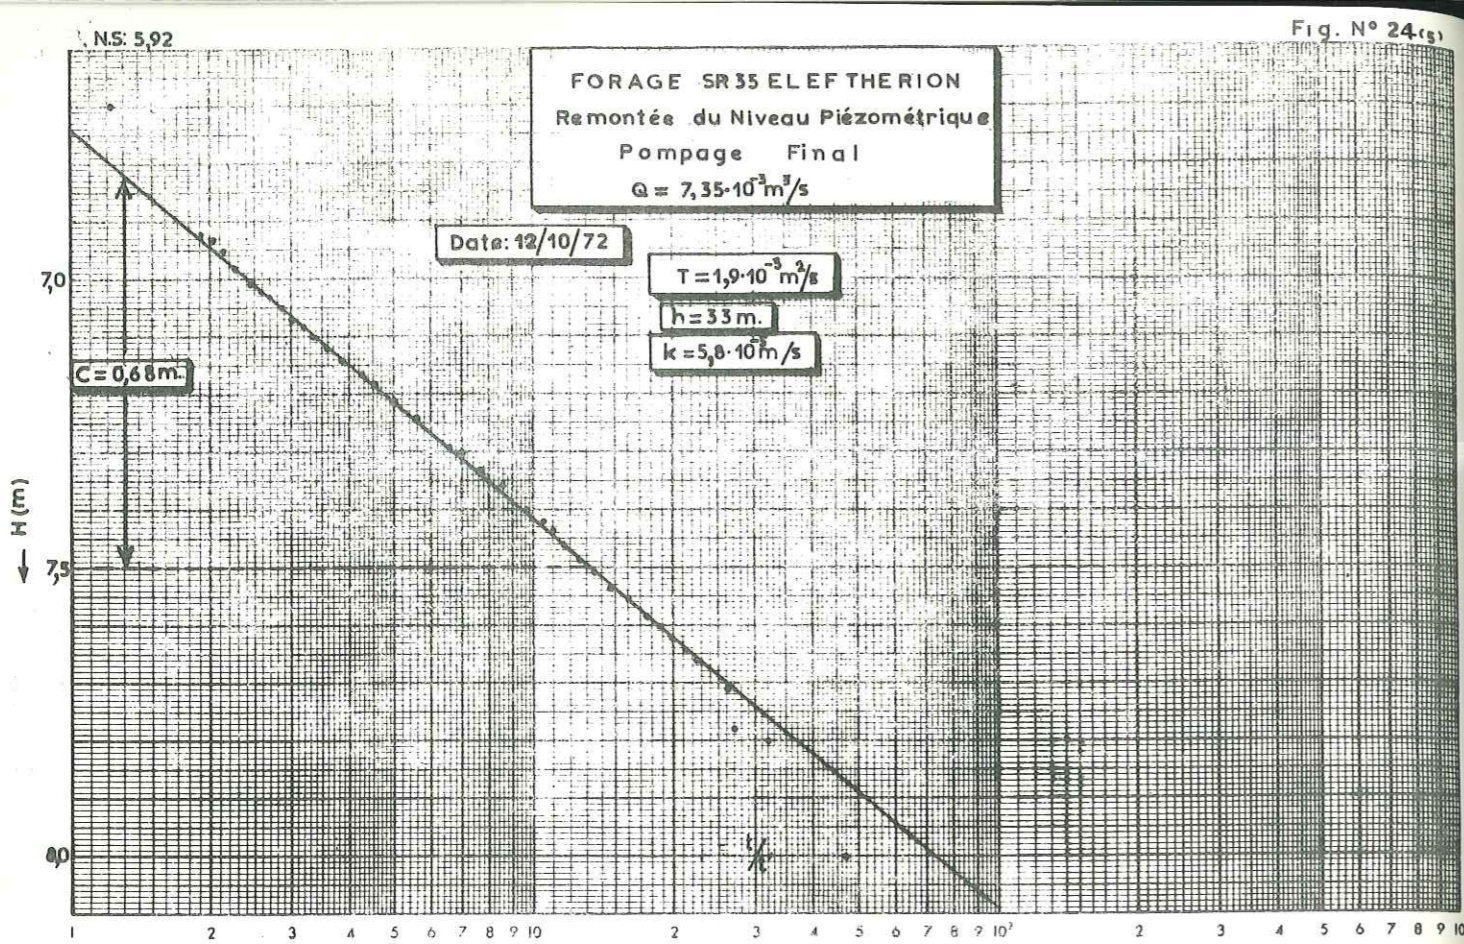 N.S: 5,92
Fig. N° 24(5)
FORAGE SR35 ELEFTHERION
Remontée du Niveau Piézométrique
Pompage Final
Q = 7,35·10⁻³m³/s
Date: 12/10/72
T = 1,9·10⁻³m²/s
h = 33 m.
k = 5,8·10⁻⁵m/s
7,0
C = 0,68m.
H (m)
7,5
8,0
t/t'
1 2 3 4 5 6 7 8 9 10 2 3 4 5 6 7 8 9 10² 2 3 4 5 6 7 8 9 10